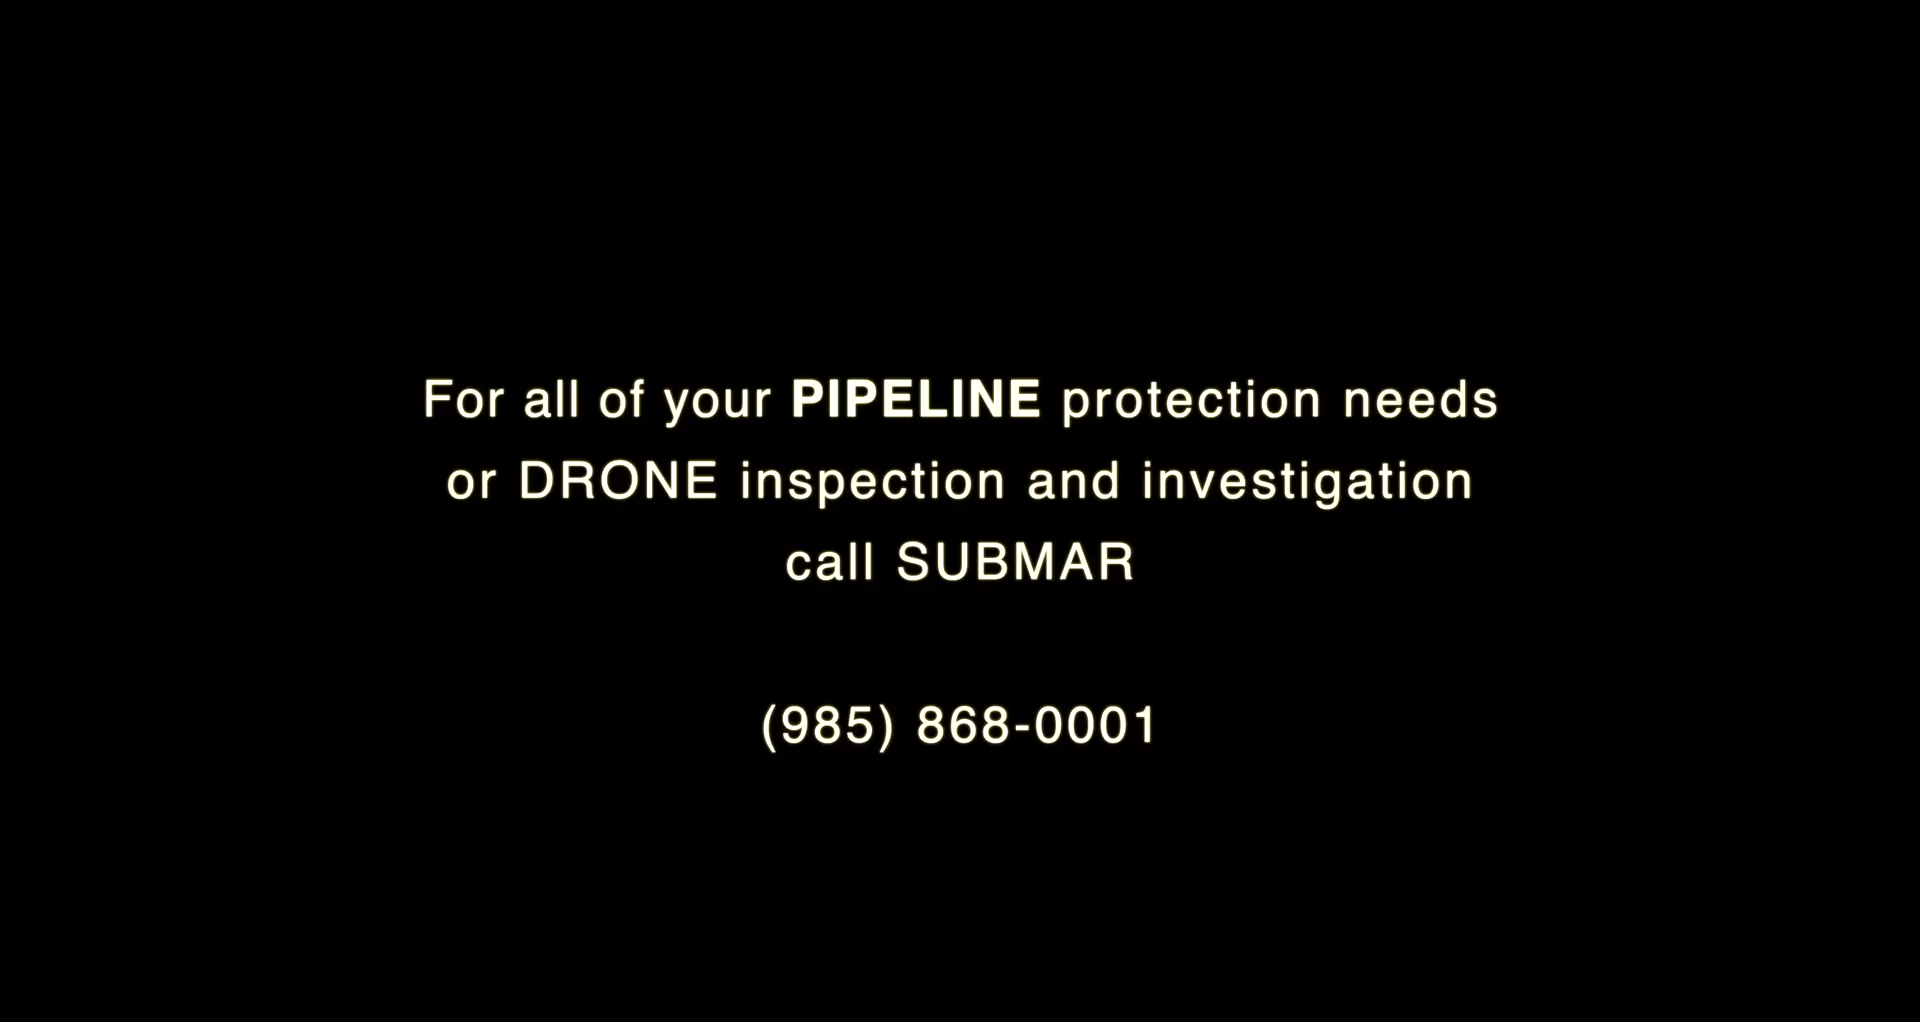 For all of your PIPELINE protection needs
or DRONE inspection and investigation
call SUBMAR
(985) 868-0001